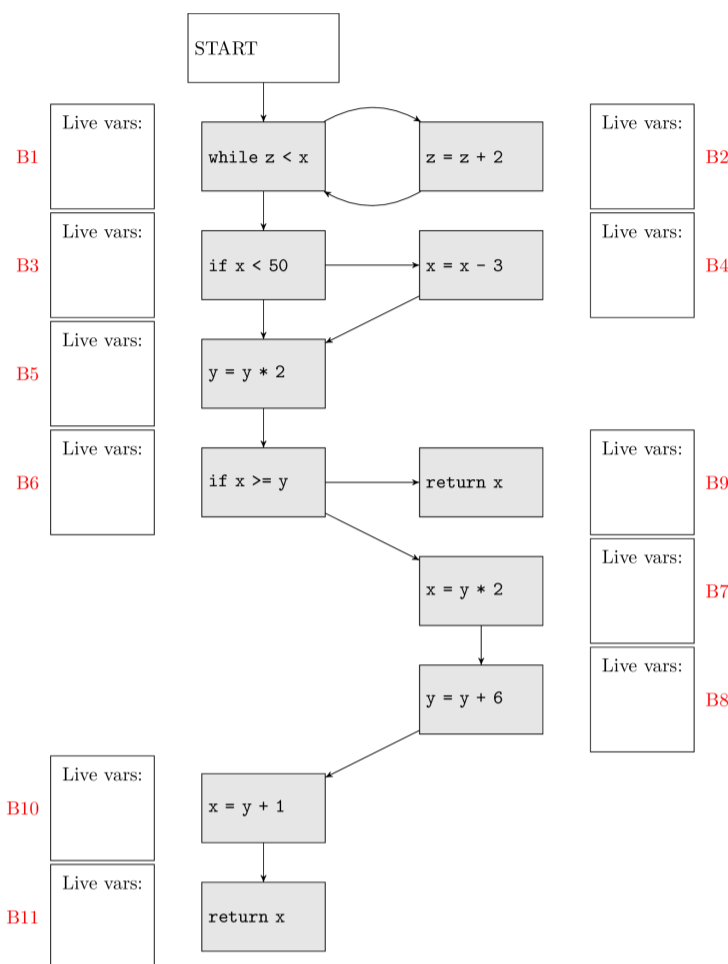 START
Live vars:
Live vars:
B1
while z < x
z = z + 2
B2
Live vars:
Live vars:
B3
if x < 50
x = x - 3
B4
Live vars:
B5
y = y * 2
Live vars:
Live vars:
B6
if x >= y
return x
B9
Live vars:
x = y * 2
B7
Live vars:
y = y + 6
B8
Live vars:
B10
x = y + 1
Live vars:
B11
return x